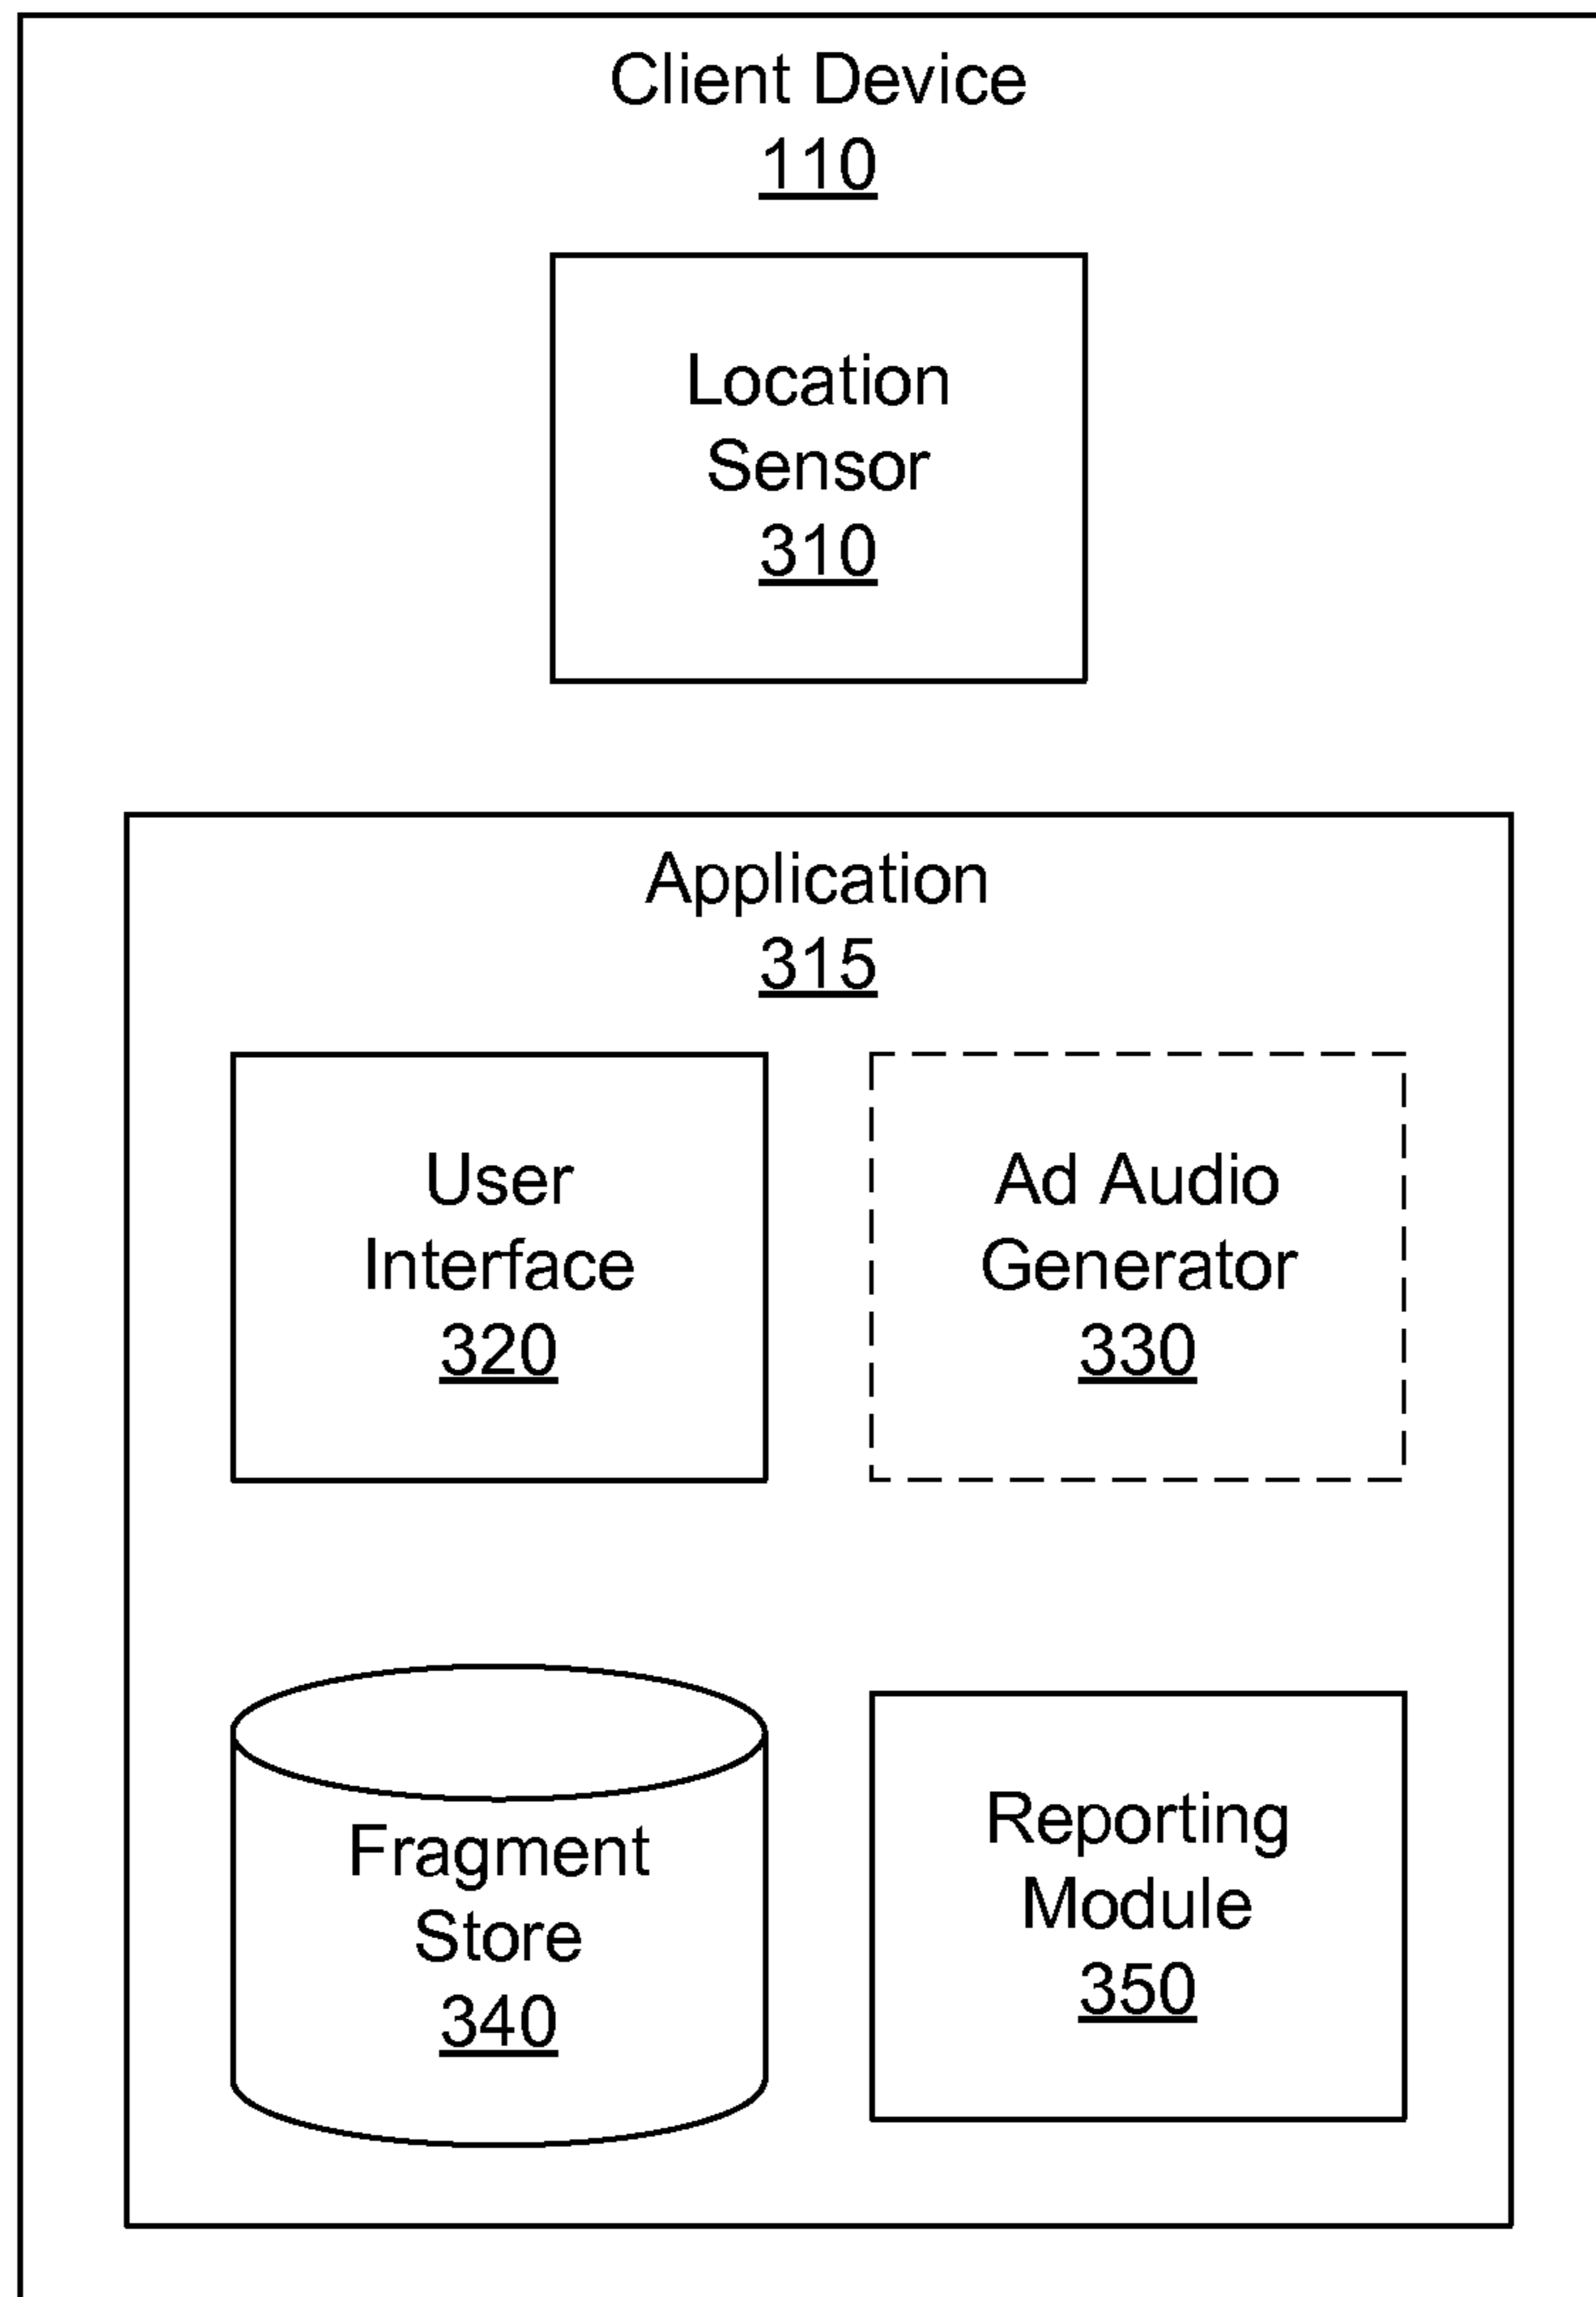 Client Device
110
Location
Sensor
310
Application
315
User
Interface
320
Ad Audio
Generator
330
Fragment
Store
340
Reporting
Module
350